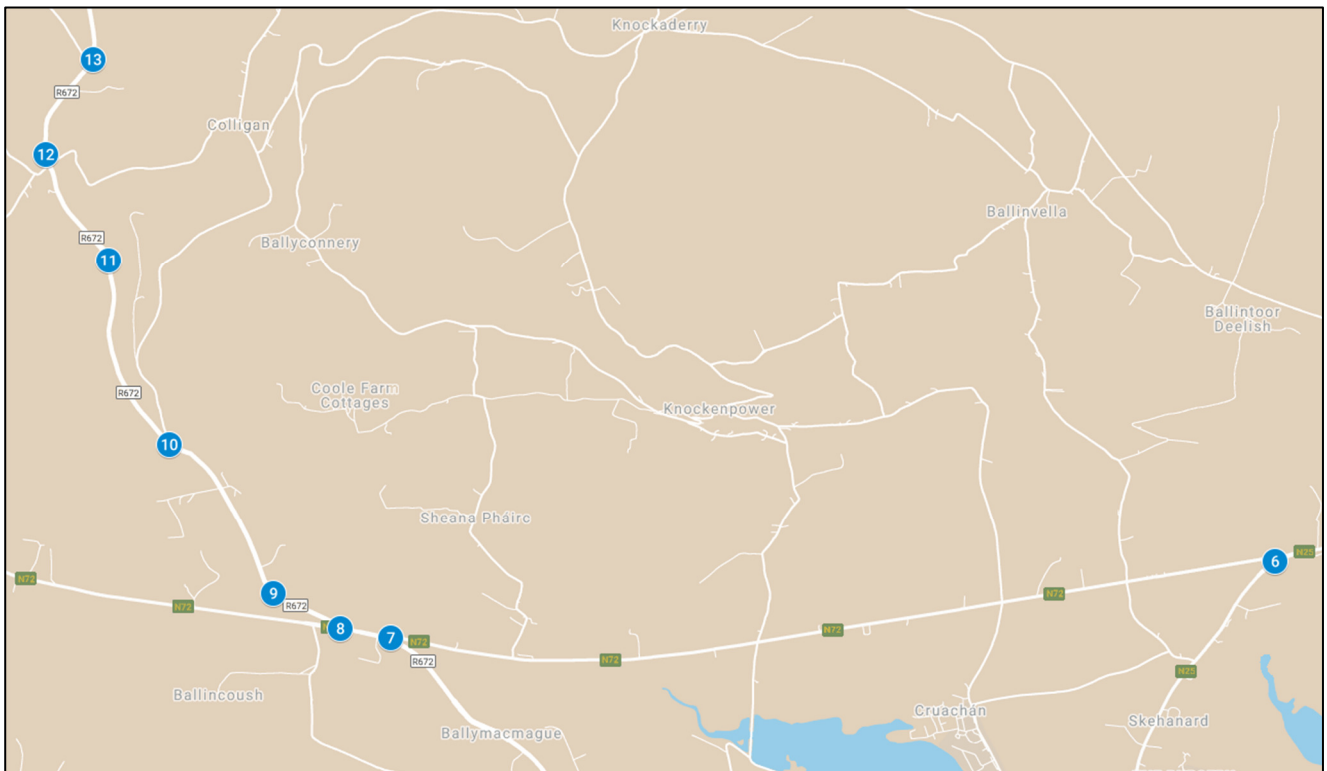 Knockaderry
13
R672
Colligan
12
Ballinvella
R672
Ballyconnery
11
Ballintoor
Deelish
R672
Coole Farm
Cottages
Knockenpower
10
Sheana Pháirc
N25
6
N72
9
N72
R672
N72
8
N72
7
N72
N72
R672
N25
Ballincoush
Cruachán
Skehanard
Ballymacmague